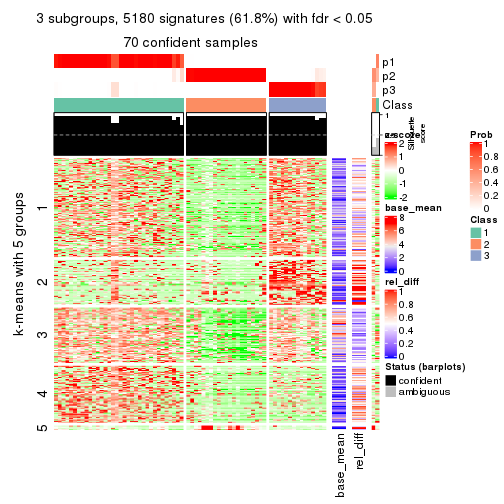 3 subgroups, 5180 signatures (61.8%) with fdr < 0.05
70 confident samples
p1
p2
p3
Class
1
Silhouette
score
z-score
2
1
0
-1
-2
Prob
1
0.8
0.6
0.4
0.2
0
base_mean
8
6
4
2
0
Class
1
2
3
rel_diff
1
0.8
0.6
0.4
0.2
0
Status (barplots)
confident
ambiguous
k-means with 5 groups
1
2
3
4
5
base_mean
rel_diff